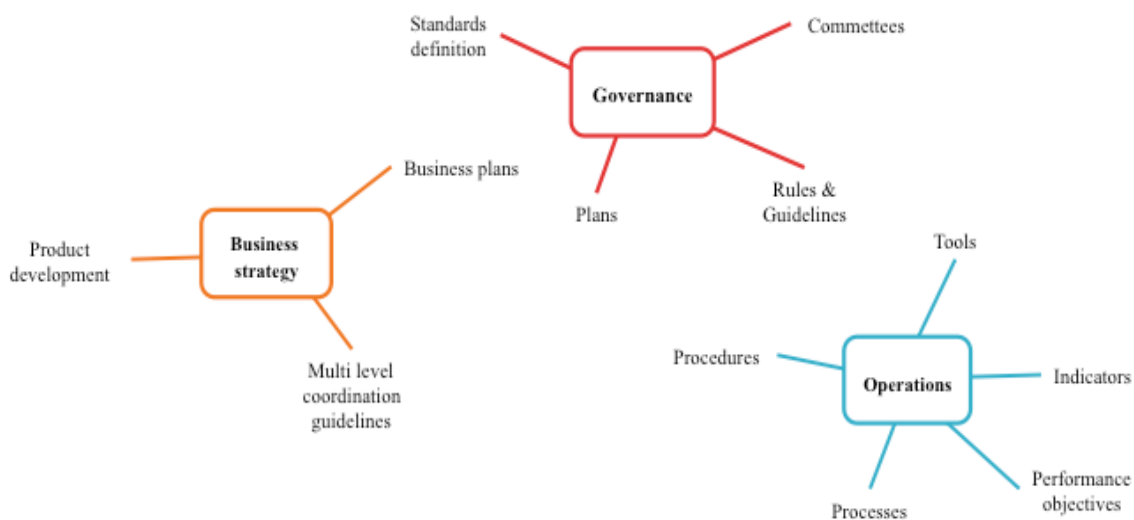 Standards
definition
Commettees
Governance
Plans
Rules &
Guidelines
Business plans
Business
strategy
Product
development
Multi level
coordination
guidelines
Tools
Procedures
Operations
Indicators
Processes
Performance
objectives